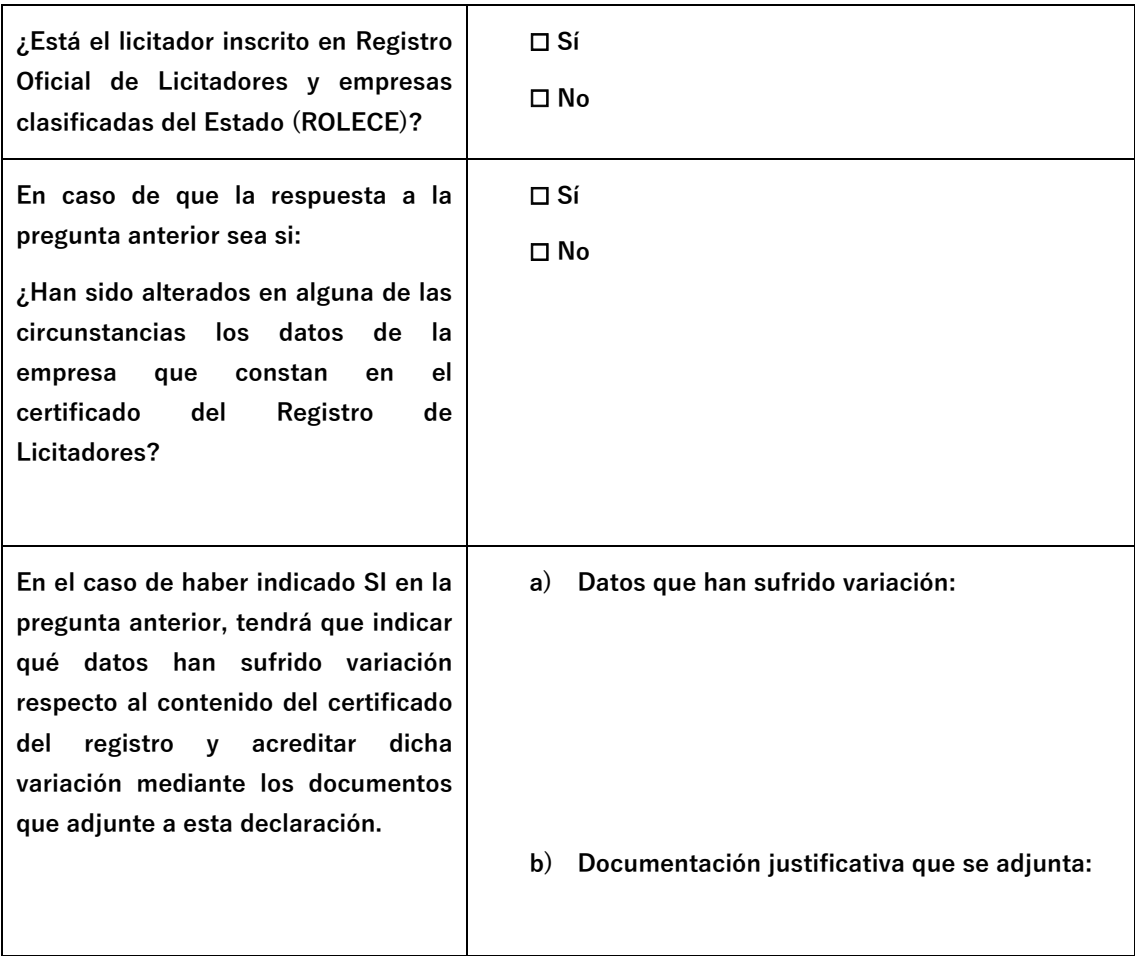 ¿Está el licitador inscrito en Registro
Oficial de Licitadores y empresas
clasificadas del Estado (ROLECE)?
☐ Sí
☐ No
En caso de que la respuesta a la
pregunta anterior sea si:
¿Han sido alterados en alguna de las
circunstancias los datos de la
empresa que constan en el
certificado del Registro de
Licitadores?
☐ Sí
☐ No
En el caso de haber indicado SI en la
pregunta anterior, tendrá que indicar
qué datos han sufrido variación
respecto al contenido del certificado
del registro y acreditar dicha
variación mediante los documentos
que adjunte a esta declaración.
a) Datos que han sufrido variación:
b) Documentación justificativa que se adjunta: